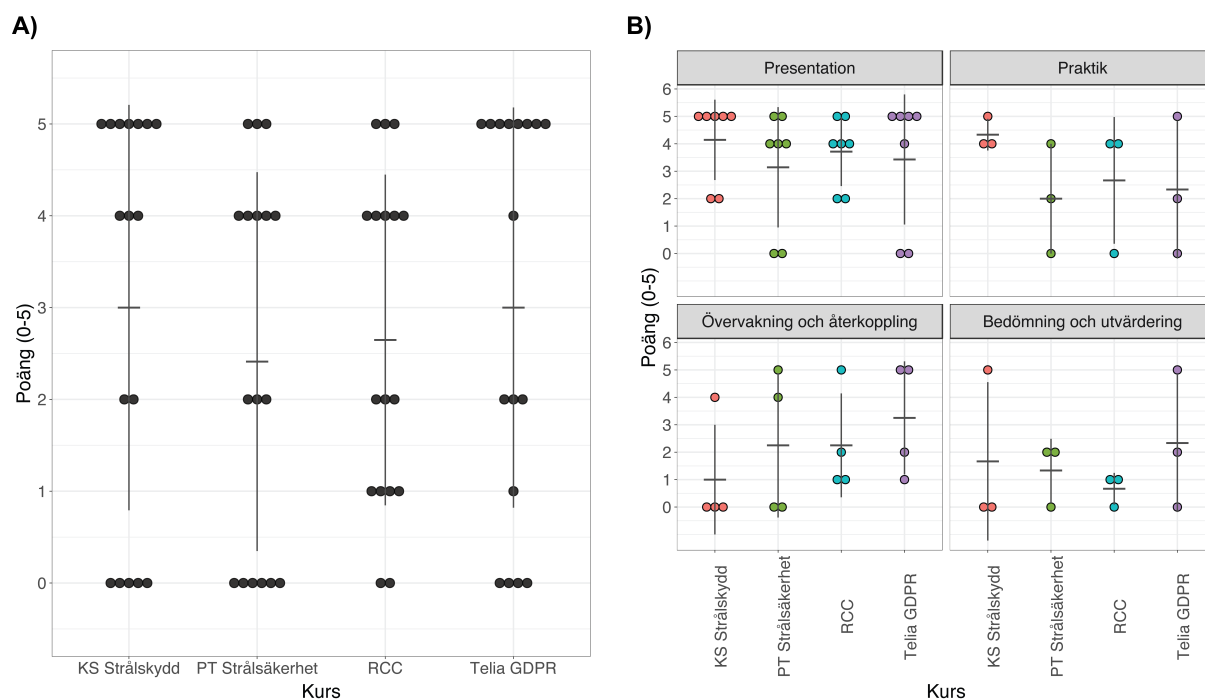 A)
Poäng (0-5)
5
4
3
2
1
0
KS Strålskydd
PT Strålsäkerhet
RCC
Telia GDPR
Kurs
B)
Poäng (0-5)
Presentation
Praktik
6
5
4
3
2
1
0
Övervakning och återkoppling
Bedömning och utvärdering
6
5
4
3
2
1
0
KS Strålskydd
PT Strålsäkerhet
RCC
Telia GDPR
KS Strålskydd
PT Strålsäkerhet
RCC
Telia GDPR
Kurs